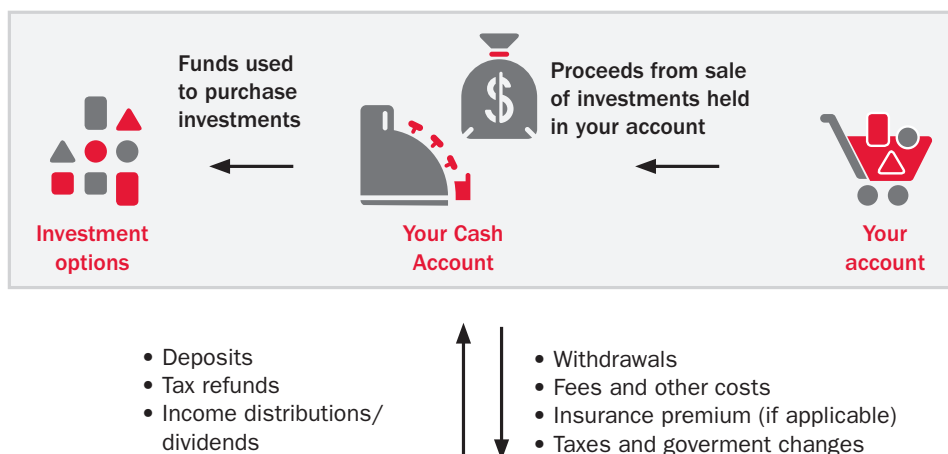 Funds used
to purchase
investments
$
Proceeds from sale
of investments held
in your account
Investment
options
Your Cash
Account
Your
account
• Deposits
• Tax refunds
• Income distributions/
dividends
• Withdrawals
• Fees and other costs
• Insurance premium (if applicable)
• Taxes and goverment changes